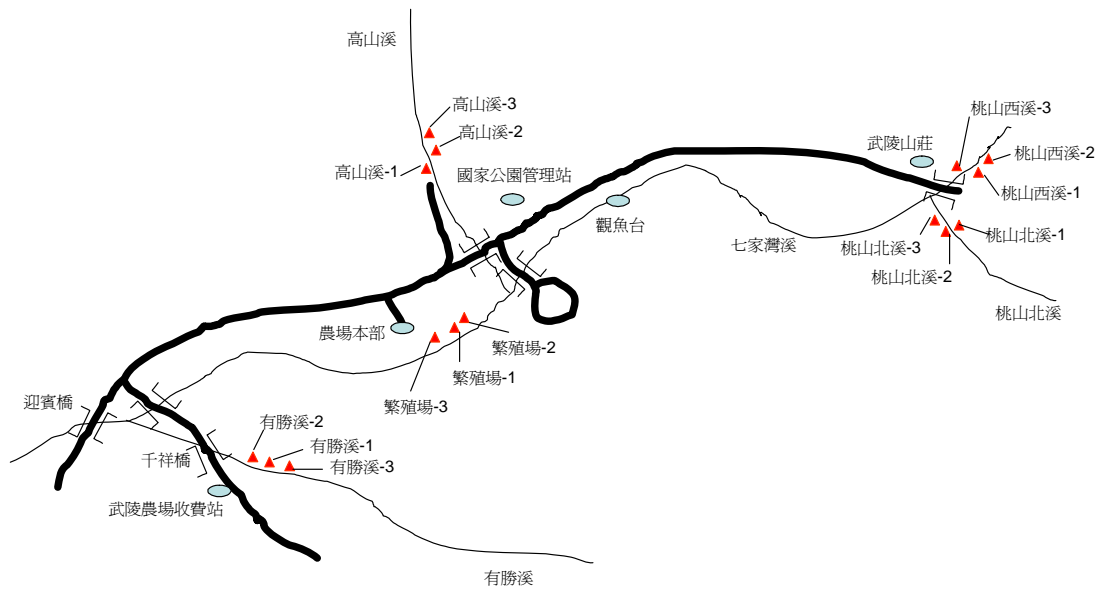 高山溪
高山溪-3
高山溪-2
高山溪-1
國家公園管理站
觀魚台
武陵山莊
桃山西溪-3
桃山西溪-2
桃山西溪-1
桃山北溪-1
桃山北溪-3
桃山北溪-2
七家灣溪
桃山北溪
農場本部
繁殖場-2
繁殖場-1
繁殖場-3
迎賓橋
有勝溪-2
有勝溪-1
有勝溪-3
千祥橋
武陵農場收費站
有勝溪